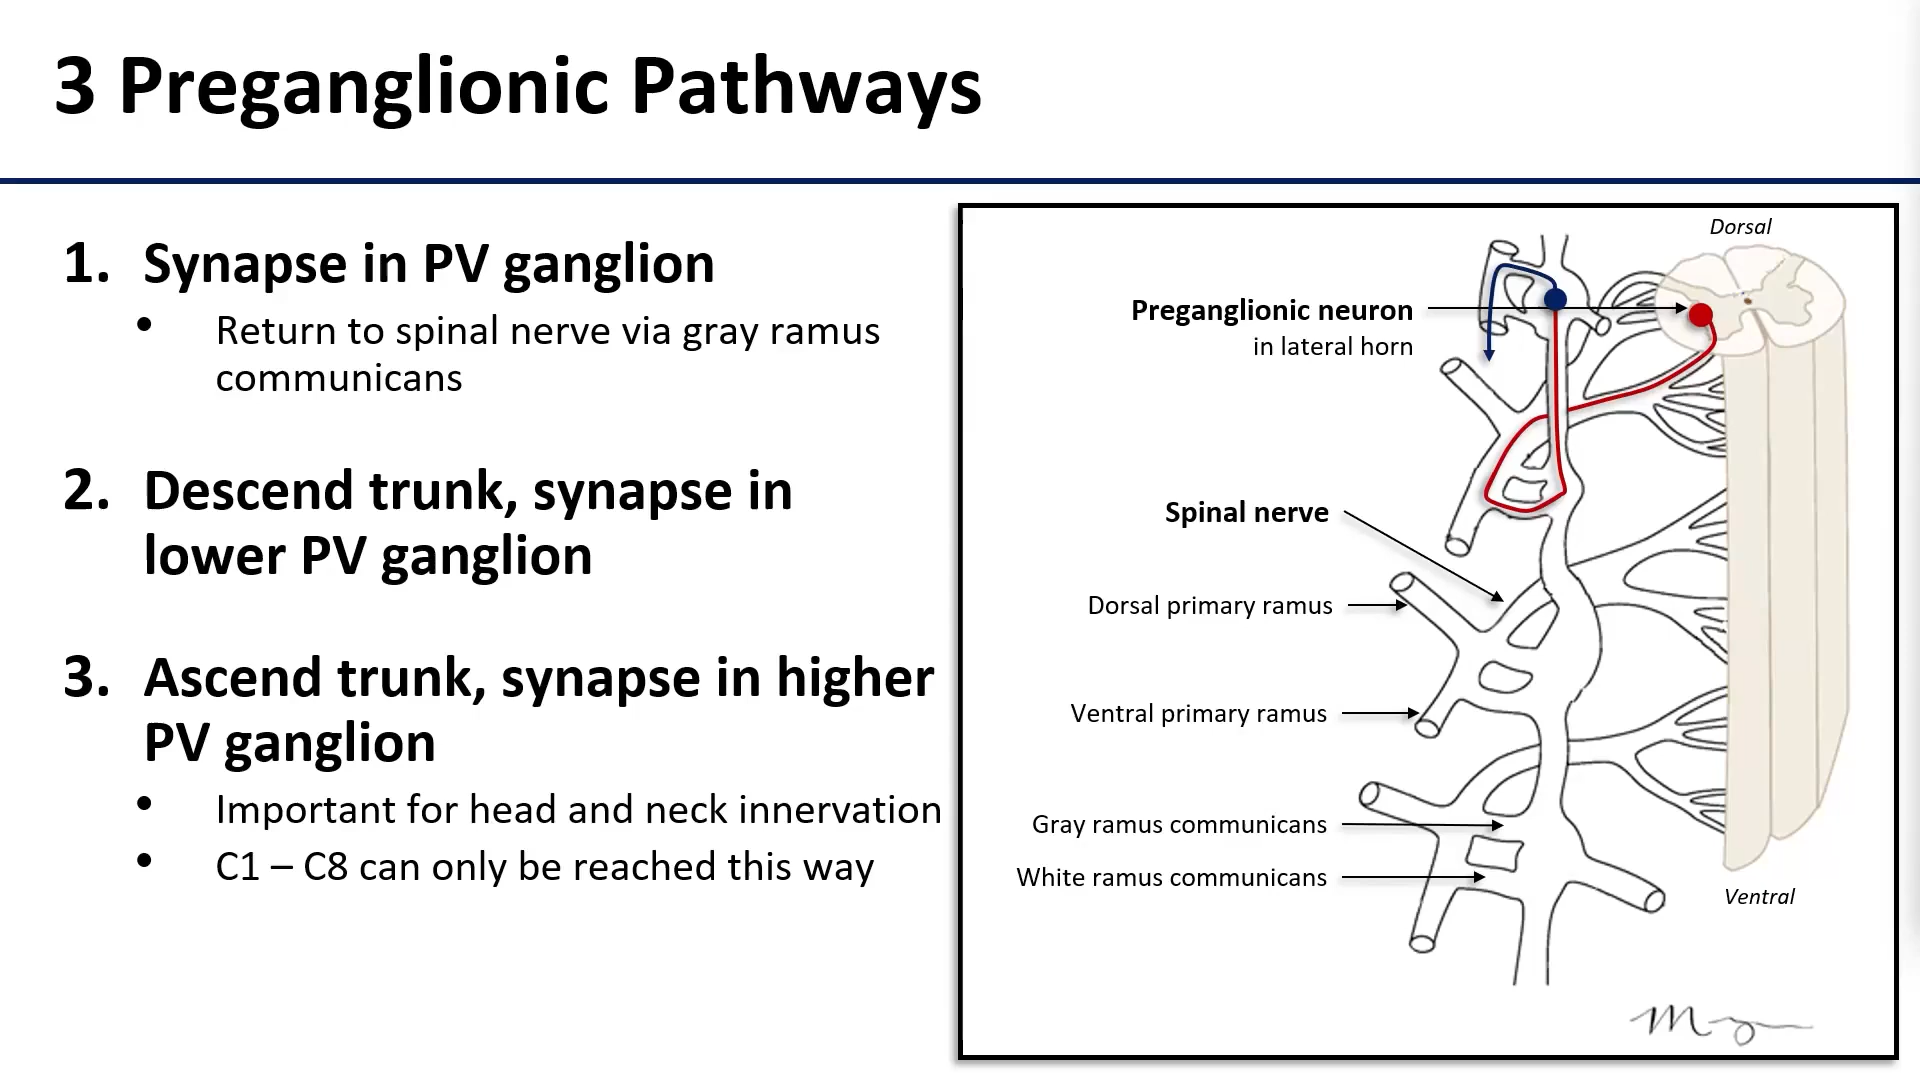 3 Preganglionic Pathways
1. Synapse in PV ganglion
• Return to spinal nerve via gray ramus
communicans
2. Descend trunk, synapse in
lower PV ganglion
3. Ascend trunk, synapse in higher
PV ganglion
• Important for head and neck innervation
• C1 – C8 can only be reached this way
Dorsal
Preganglionic neuron
in lateral horn
Spinal nerve
Dorsal primary ramus
Ventral primary ramus
Gray ramus communicans
White ramus communicans
Ventral